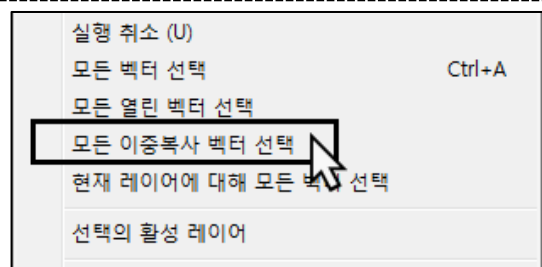 실행 취소 (U)
모든 벡터 선택 Ctrl+A
모든 열린 벡터 선택
모든 이중복사 벡터 선택
현재 레이어에 대해 모든 벡터 선택
선택의 활성 레이어